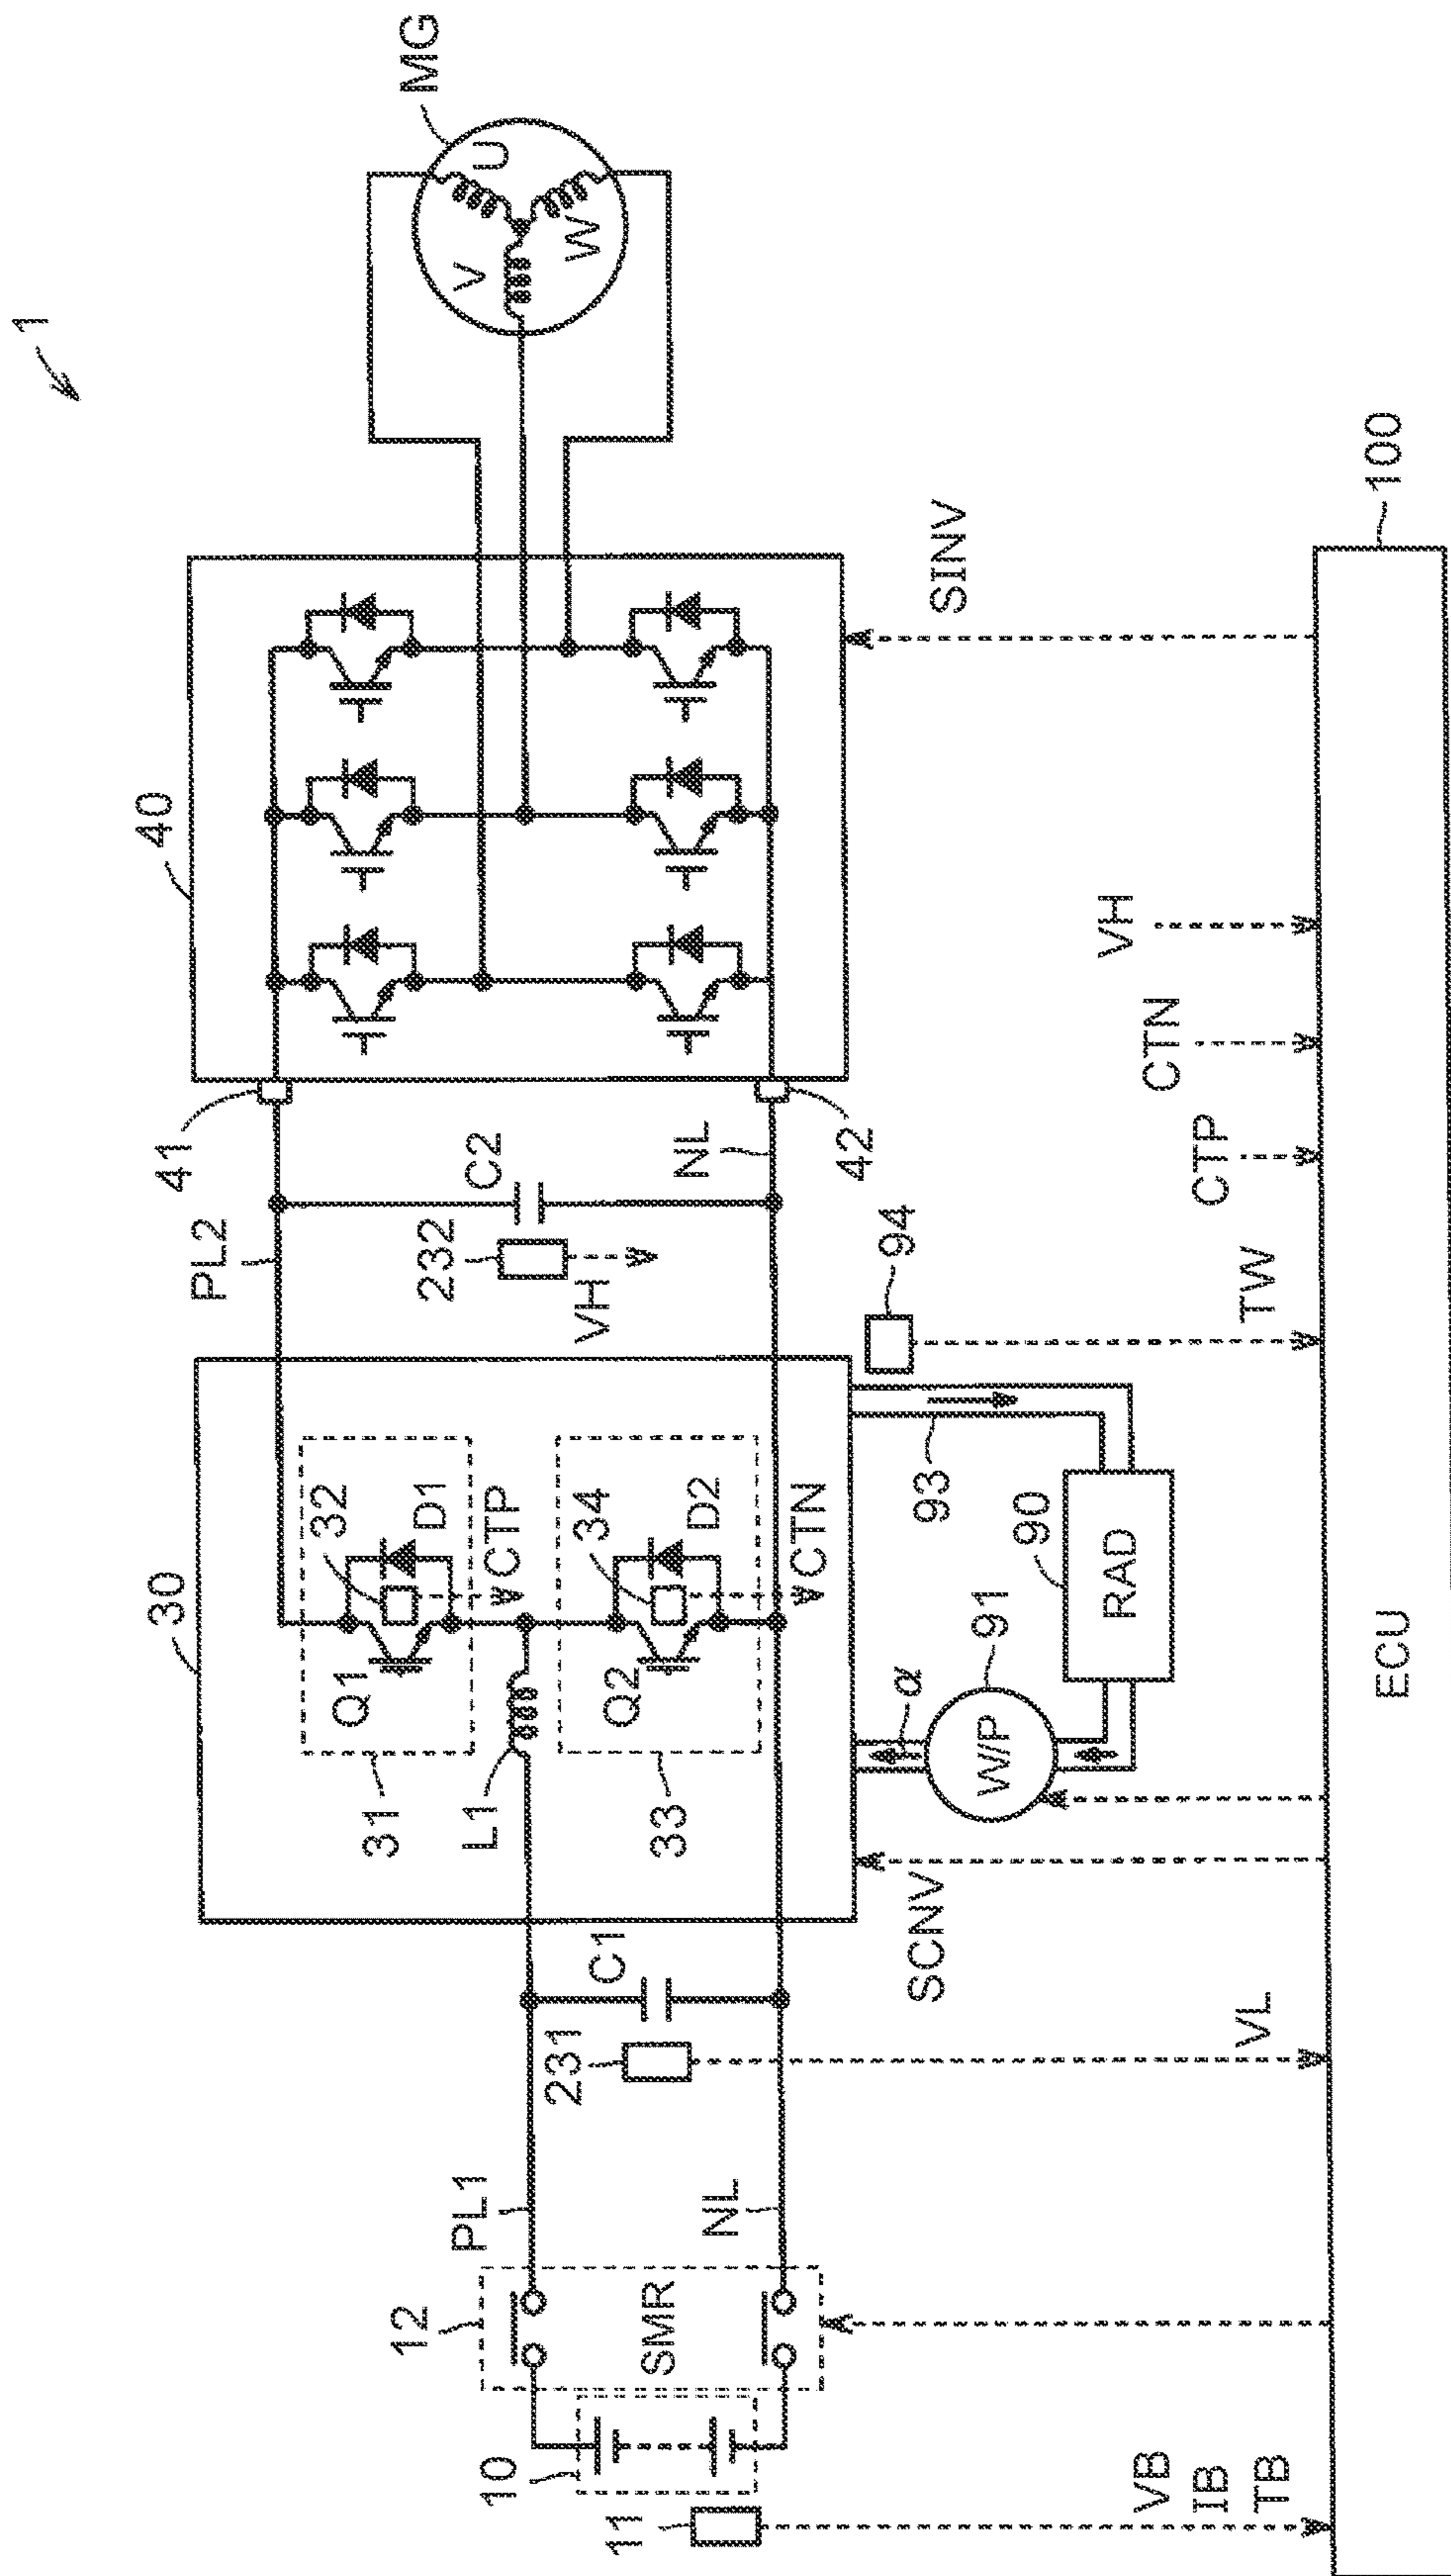 1
MG
U
V
W
40
41
42
PL2
C2
232
VH
NL
30
32
D1
Q1
CTP
31
L1
34
D2
Q2
CTN
33
94
93
90
RAD
91
W/P
α
SINV
100
VH
CTN
CTP
TW
SCNV
C1
231
VL
PL1
NL
12
SMR
10
11
VB
IB
TB
ECU